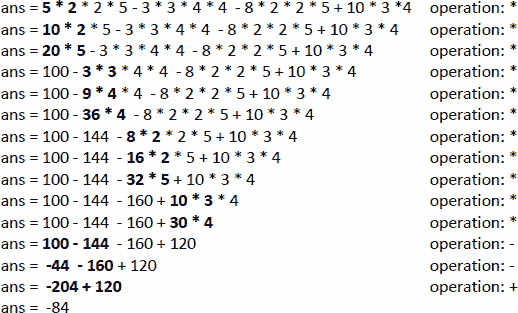 ans = 5 * 2 * 2 * 5 - 3 * 3 * 4 * 4 - 8 * 2 * 2 * 5 + 10 * 3 *4 operation: *
ans = 10 * 2 * 5 - 3 * 3 * 4 * 4 - 8 * 2 * 2 * 5 + 10 * 3 * 4 operation: *
ans = 20 * 5 - 3 * 3 * 4 * 4 - 8 * 2 * 2 * 5 + 10 * 3 * 4 operation: *
ans = 100 - 3 * 3 * 4 * 4 - 8 * 2 * 2 * 5 + 10 * 3 * 4 operation: *
ans = 100 - 9 * 4 * 4 - 8 * 2 * 2 * 5 + 10 * 3 * 4 operation: *
ans = 100 - 36 * 4 - 8 * 2 * 2 * 5 + 10 * 3 * 4 operation: *
ans = 100 - 144 - 8 * 2 * 2 * 5 + 10 * 3 * 4 operation: *
ans = 100 - 144 - 16 * 2 * 5 + 10 * 3 * 4 operation: *
ans = 100 - 144 - 32 * 5 + 10 * 3 * 4 operation: *
ans = 100 - 144 - 160 + 10 * 3 * 4 operation: *
ans = 100 - 144 - 160 + 30 * 4 operation: *
ans = 100 - 144 - 160 + 120 operation: -
ans = -44 - 160 + 120 operation: -
ans = -204 + 120 operation: +
ans = -84